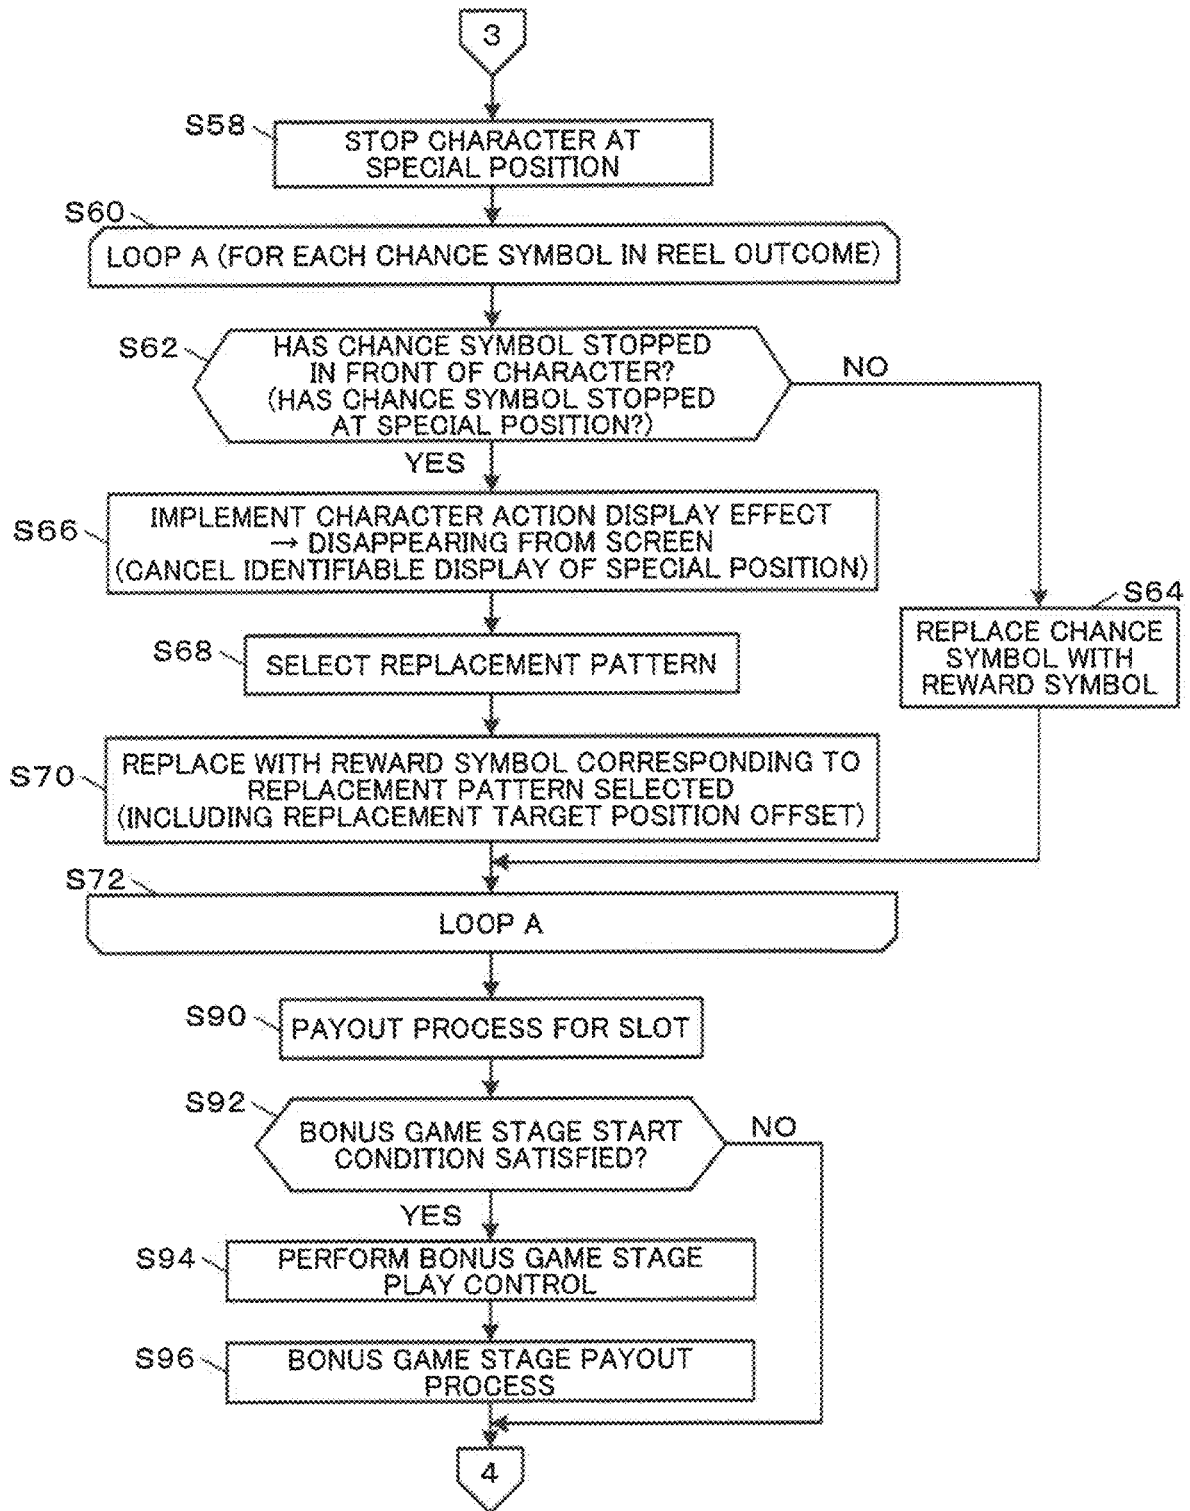 3
S58
STOP CHARACTER AT
SPECIAL POSITION
S60
LOOP A (FOR EACH CHANCE SYMBOL IN REEL OUTCOME)
S62
HAS CHANCE SYMBOL STOPPED
IN FRONT OF CHARACTER?
(HAS CHANCE SYMBOL STOPPED
AT SPECIAL POSITION?)
NO
YES
S66
IMPLEMENT CHARACTER ACTION DISPLAY EFFECT
→ DISAPPEARING FROM SCREEN
(CANCEL IDENTIFIABLE DISPLAY OF SPECIAL POSITION)
S64
REPLACE CHANCE
SYMBOL WITH
REWARD SYMBOL
S68
SELECT REPLACEMENT PATTERN
S70
REPLACE WITH REWARD SYMBOL CORRESPONDING TO
REPLACEMENT PATTERN SELECTED
(INCLUDING REPLACEMENT TARGET POSITION OFFSET)
S72
LOOP A
S90
PAYOUT PROCESS FOR SLOT
S92
BONUS GAME STAGE START
CONDITION SATISFIED?
NO
YES
S94
PERFORM BONUS GAME STAGE
PLAY CONTROL
S96
BONUS GAME STAGE PAYOUT
PROCESS
4